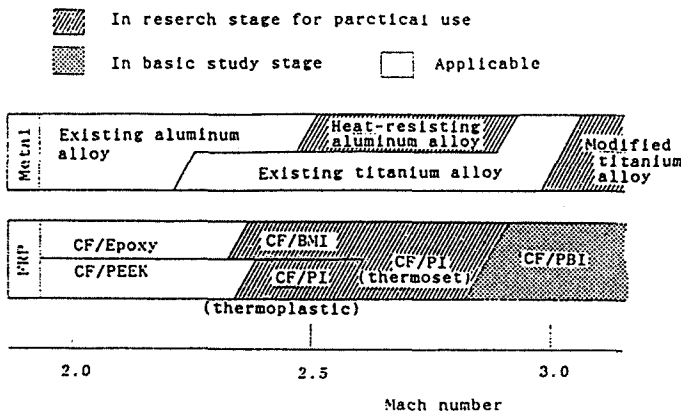 In reserch stage for parctical use
In basic study stage
Applicable
Metal
Existing aluminum
alloy
Heat-resisting
aluminum alloy
Existing titanium alloy
Modified
titanium
alloy
FRP
CF/Epoxy
CF/PEEK
CF/BMI
CF/PI
(thermoplastic)
CF/PI
(thermoset)
CF/PBI
2.0
2.5
3.0
Mach number